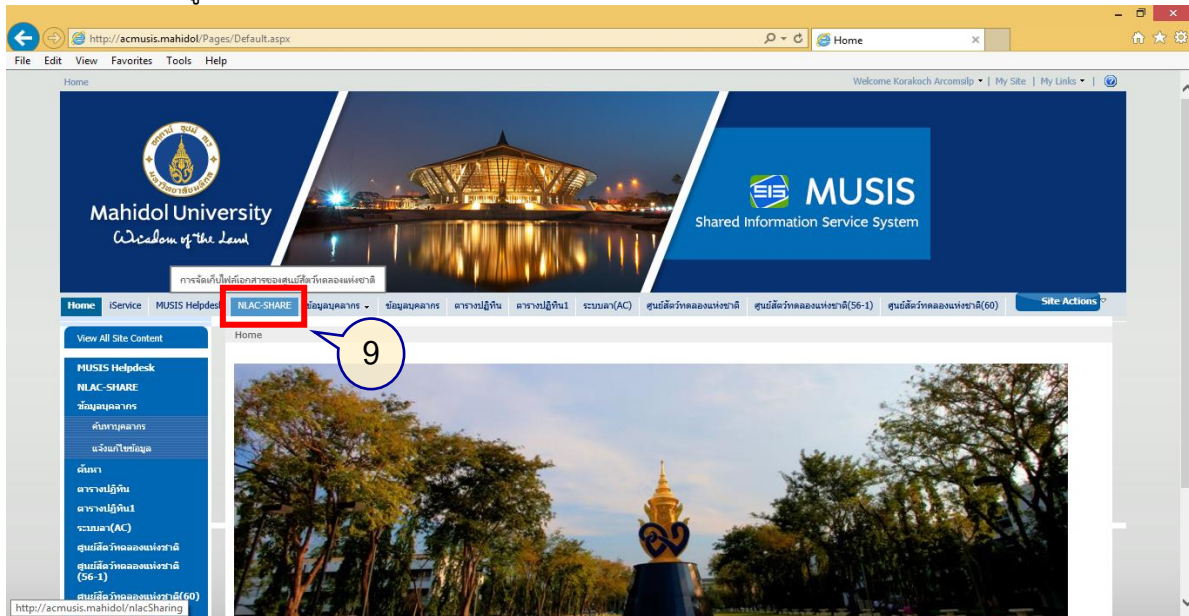 http://acmusis.mahidol/Pages/Default.aspx
Home
File Edit View Favorites Tools Help
Home
Welcome Korakoch Arcomsilp | My Site | My Links |
Mahidol University
Wisdom of the Land
MUSIS
Shared Information Service System
การจัดเก็บไฟล์เอกสารของศูนย์สัตว์ทดลองแห่งชาติ
Home iService MUSIS Helpdesk NLAC-SHARE ข้อมูลบุคลากร ข้อมูลบุคลากร ตารางปฏิทิน ตารางปฏิทิน1 ระบบลา(AC) ศูนย์สัตว์ทดลองแห่งชาติ ศูนย์สัตว์ทดลองแห่งชาติ(56-1) ศูนย์สัตว์ทดลองแห่งชาติ(60) Site Actions
View All Site Content
Home
9
MUSIS Helpdesk
NLAC-SHARE
ข้อมูลบุคลากร
ค้นหาบุคลากร
แจ้งแก้ไขข้อมูล
ค้นหา
ตารางปฏิทิน
ตารางปฏิทิน1
ระบบลา(AC)
ศูนย์สัตว์ทดลองแห่งชาติ
ศูนย์สัตว์ทดลองแห่งชาติ
(56-1)
ศูนย์สัตว์ทดลองแห่งชาติ(60)
http://acmusis.mahidol/nlacSharing